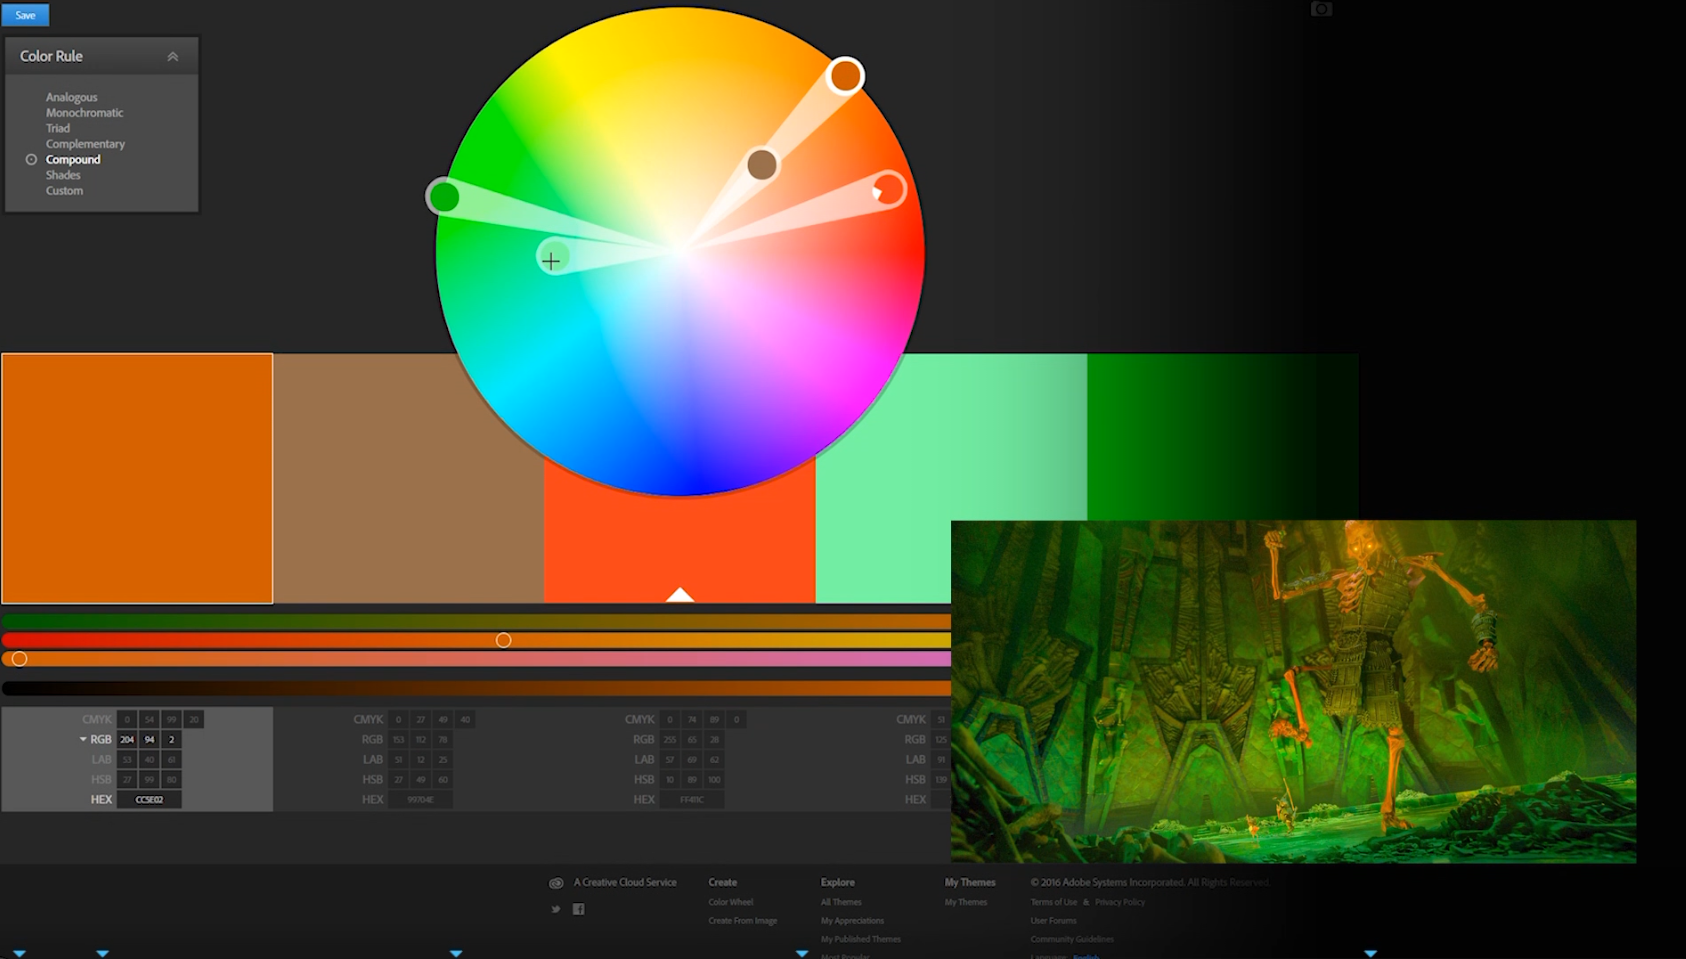 Save
Color Rule
Analogous
Monochromatic
Triad
Complementary
Compound
Shades
Custom
CMYK 0 54 99 20
RGB 204 94 2
LAB 53 40 61
HSB 27 99 80
HEX CC5E02
CMYK 0 27 49 40
RGB 153 112 78
LAB 51 12 25
HSB 27 49 60
HEX 99704E
CMYK 0 74 89 0
RGB 255 65 28
LAB 57 69 62
HSB 10 89 100
HEX FF411C
CMYK 51
RGB 125
LAB 91
HSB 139
HEX
A Creative Cloud Service
Create
Color Wheel
Create From Image
Explore
All Themes
My Appreciations
My Published Themes
Most Popular
My Themes
My Themes
© 2016 Adobe Systems Incorporated. All Rights Reserved.
Terms of Use & Privacy Policy
User Forums
Community Guidelines
Language: English